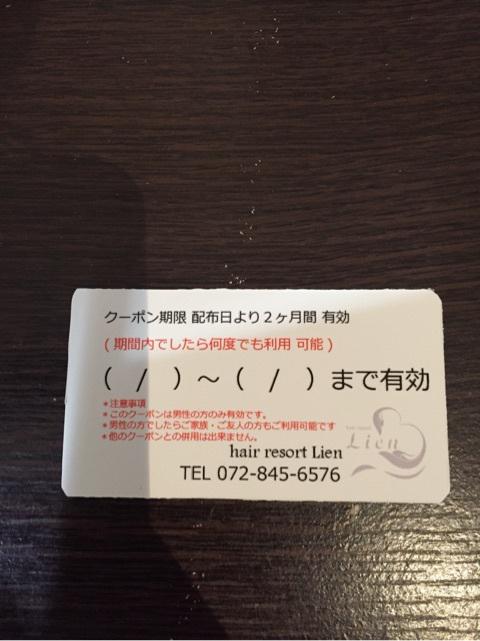 クーポン期限 配布日より２ヶ月間 有効
( 期間内でしたら何度でも利用 可能 )
( / ) ～ ( / ) まで有効
＊注意事項
＊このクーポンは男性の方のみ有効です。
＊男性の方でしたらご家族・ご友人の方もご利用可能です
＊他のクーポンとの併用は出来ません。
hair resort
Lien
hair resort Lien
TEL 072-845-6576